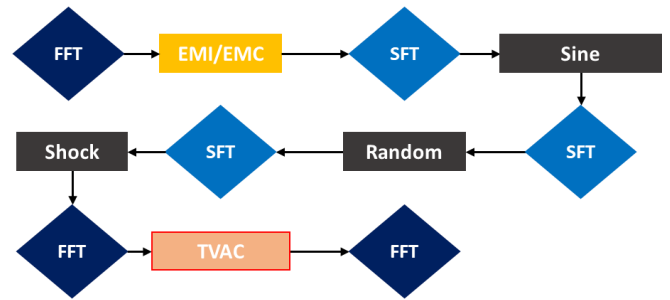 FFT
EMI/EMC
SFT
Sine
SFT
Random
SFT
Shock
FFT
TVAC
FFT